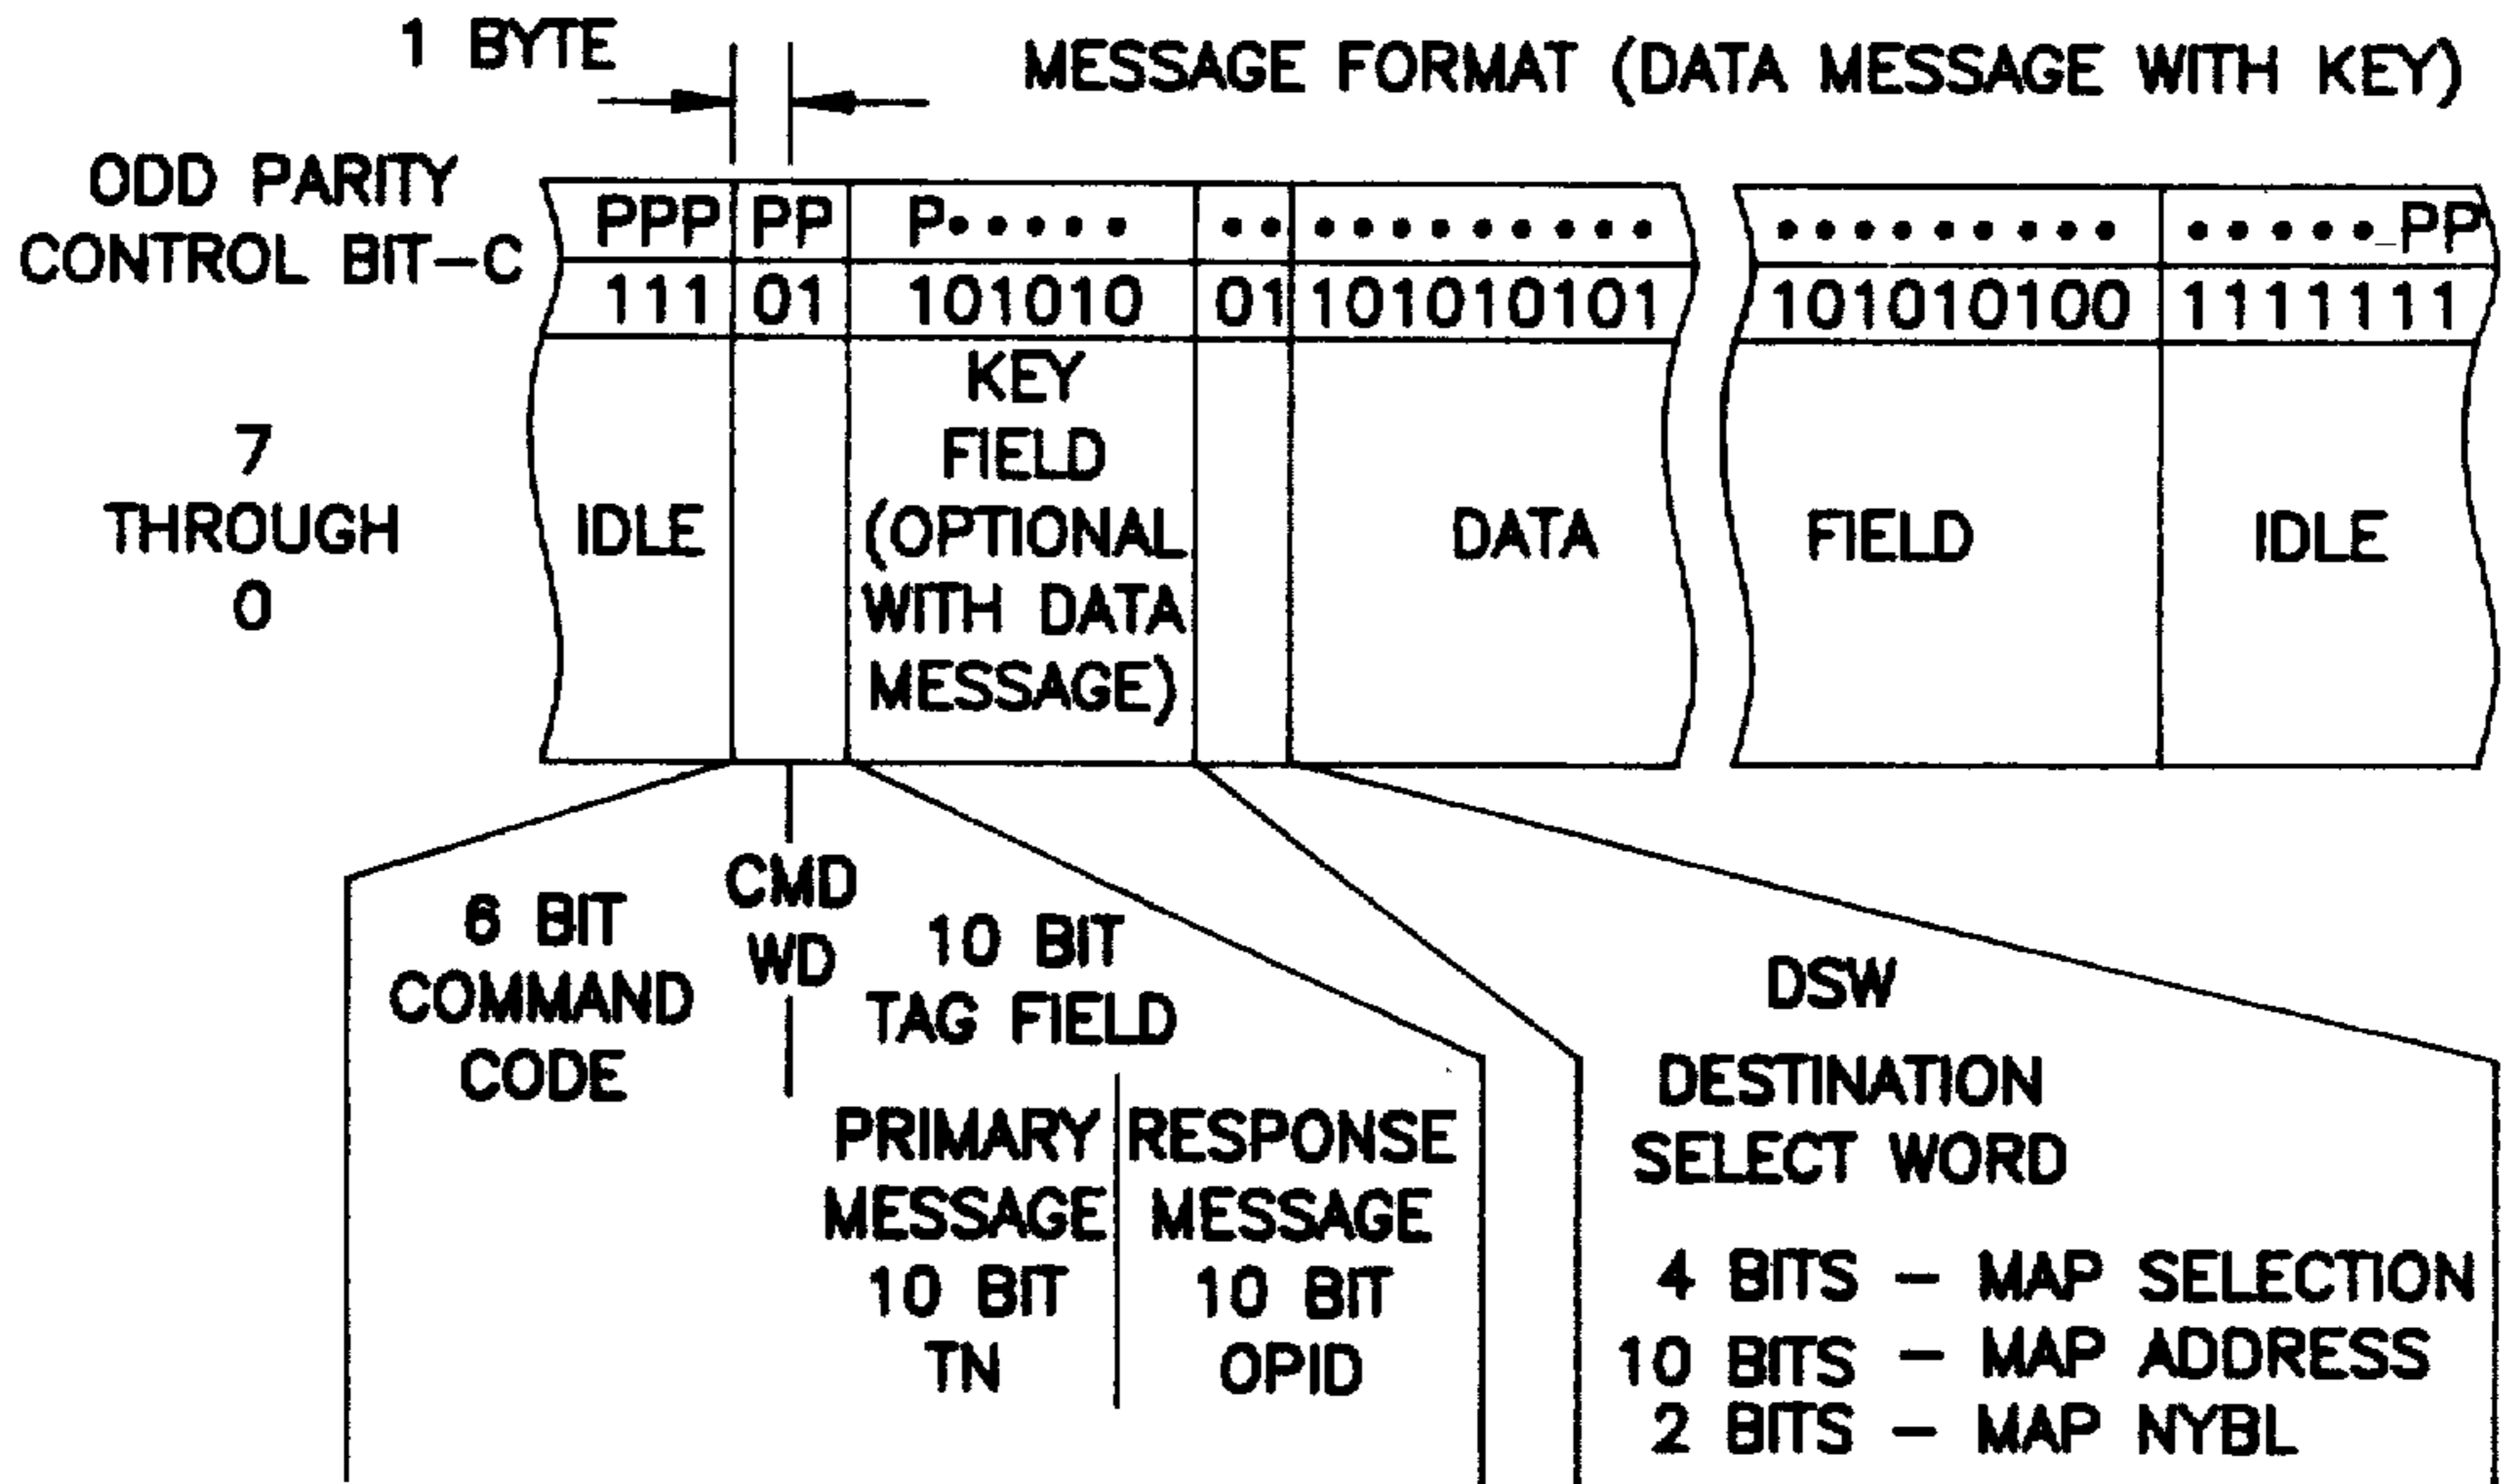 1 BYTE
MESSAGE FORMAT (DATA MESSAGE WITH KEY)
ODD PARITY
CONTROL BIT-C
PPP PP P••••• •• ••••••••• ••••••••• •••••_PP
111 01 101010 01 101010101 101010100 1111111
7
THROUGH
0
IDLE
KEY
FIELD
(OPTIONAL
WITH DATA
MESSAGE)
DATA
FIELD
IDLE
6 BIT
COMMAND
CODE
CMD
WD
10 BIT
TAG FIELD
PRIMARY
MESSAGE
10 BIT
TN
RESPONSE
MESSAGE
10 BIT
OPID
DSW
DESTINATION
SELECT WORD
4 BITS – MAP SELECTION
10 BITS – MAP ADDRESS
2 BITS – MAP NYBL